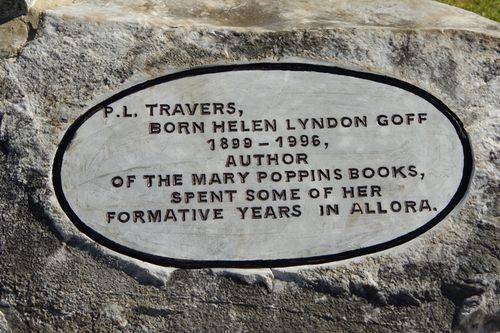 P.L. TRAVERS,
BORN HELEN LYNDON GOFF
1899 – 1996,
AUTHOR
OF THE MARY POPPINS BOOKS,
SPENT SOME OF HER
FORMATIVE YEARS IN ALLORA.